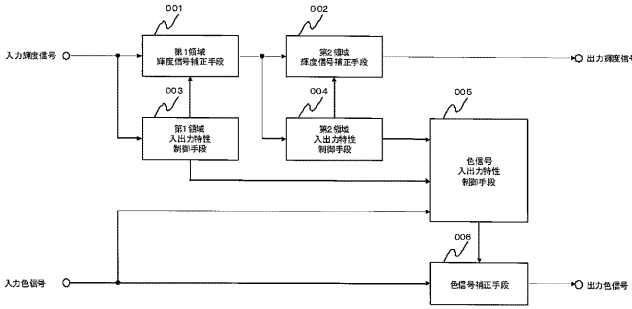 001
002
入力輝度信号
第1領域
輝度信号補正手段
第2領域
輝度信号補正手段
出力輝度信号
003
004
005
第1領域
入出力特性
制御手段
第2領域
入出力特性
制御手段
色信号
入出力特性
制御手段
006
入力色信号
色信号補正手段
出力色信号